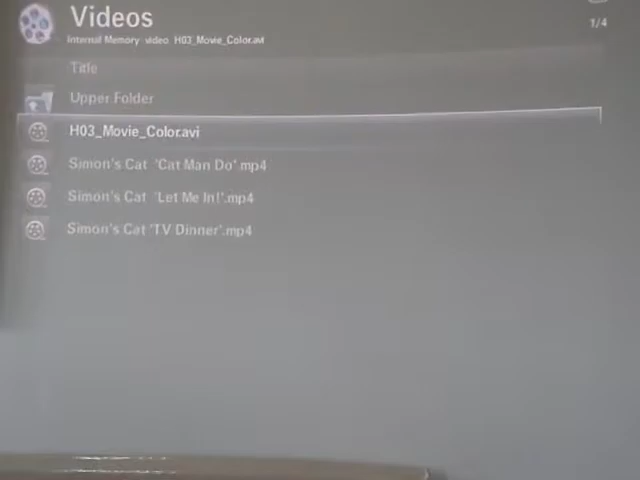 Videos
Internal Memory video H03_Movie_Color.avi
1/4
Title
Upper Folder
H03_Movie_Color.avi
Simon's Cat 'Cat Man Do'.mp4
Simon's Cat 'Let Me In!'.mp4
Simon's Cat 'TV Dinner'.mp4